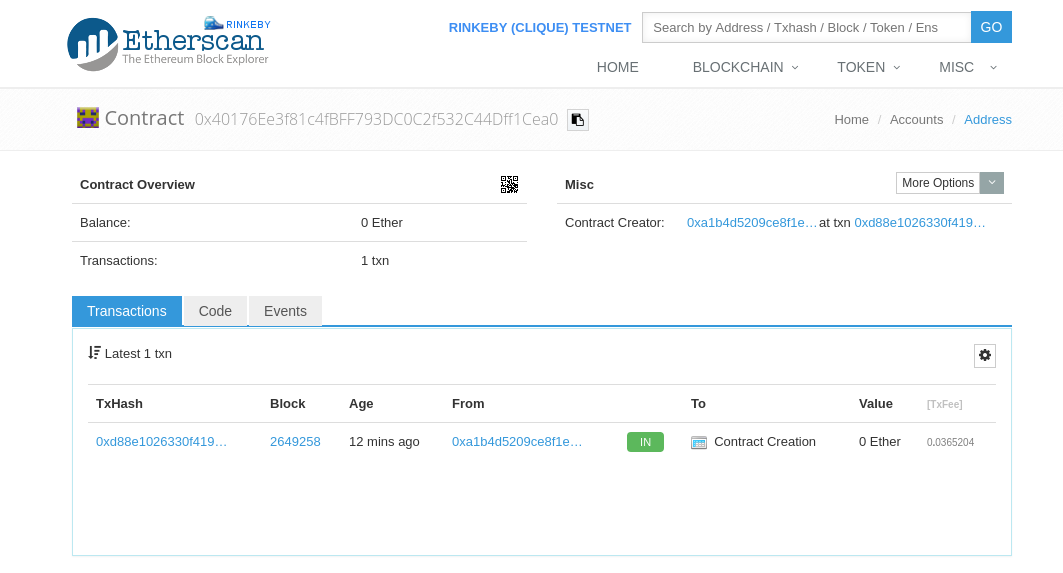 RINKEBY
Etherscan
The Ethereum Block Explorer
RINKEBY (CLIQUE) TESTNET
Search by Address / Txhash / Block / Token / Ens
GO
HOME BLOCKCHAIN TOKEN MISC
Contract 0x40176Ee3f81c4fBFF793DC0C2f532C44Dff1Cea0
Home / Accounts / Address
Contract Overview
Balance: 0 Ether
Transactions: 1 txn
Misc
More Options
Contract Creator: 0xa1b4d5209ce8f1e… at txn 0xd88e1026330f419…
Transactions Code Events
Latest 1 txn
TxHash Block Age From To Value [TxFee]
0xd88e1026330f419… 2649258 12 mins ago 0xa1b4d5209ce8f1e… IN Contract Creation 0 Ether 0.0365204